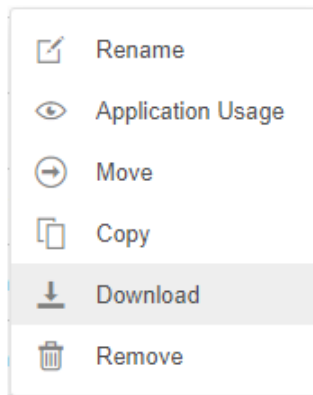 Rename
Application Usage
Move
Copy
Download
Remove